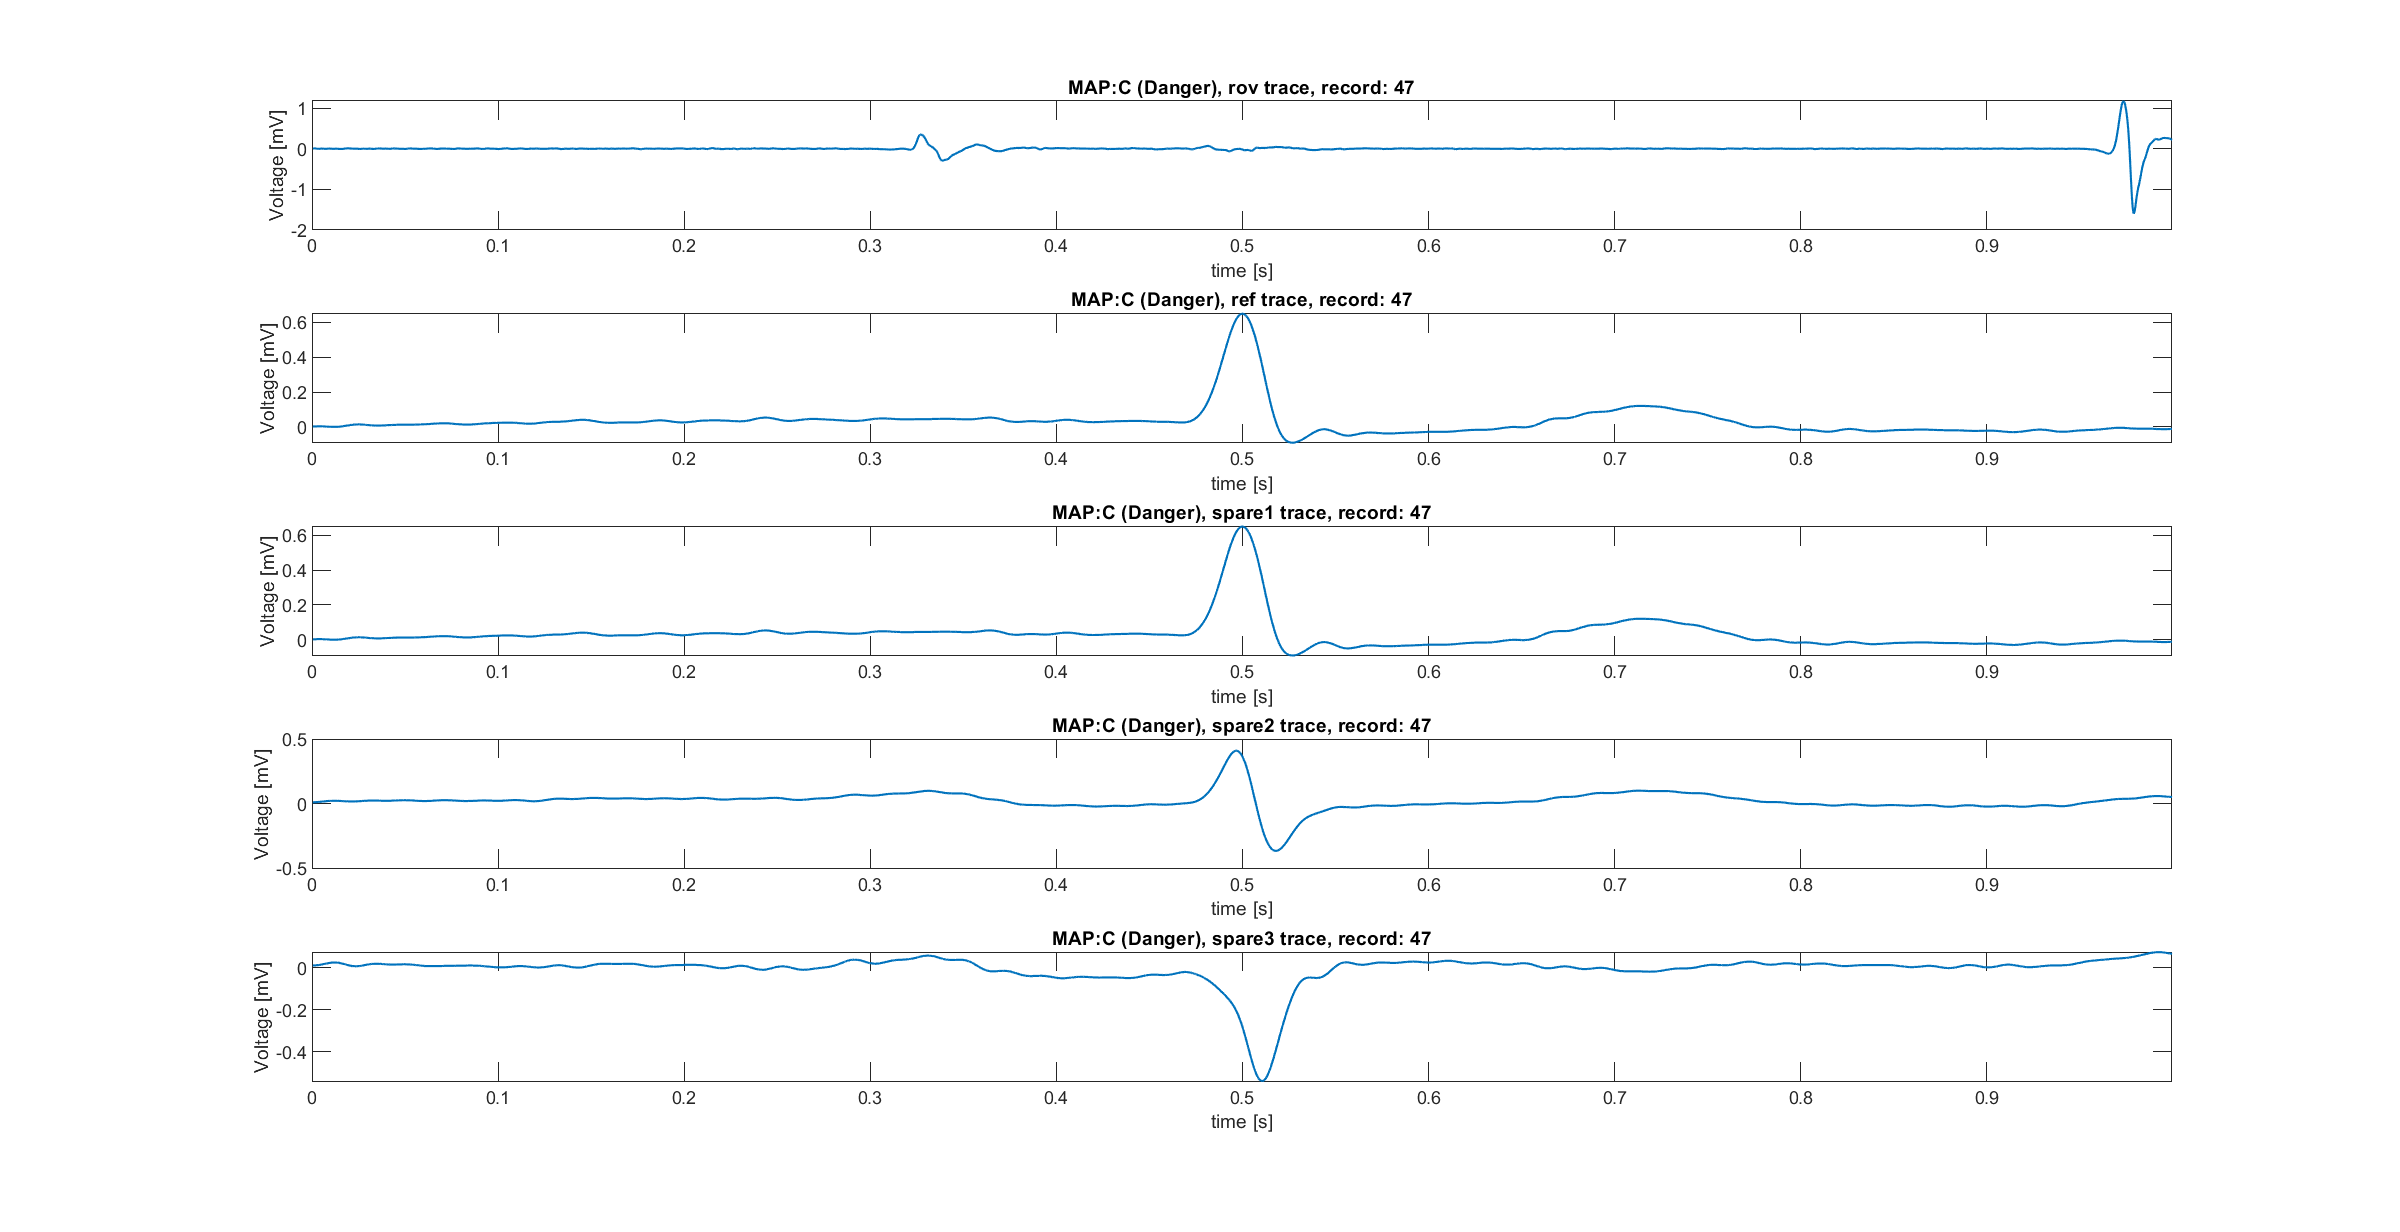 MAP:C (Danger), rov trace, record: 47
Voltage [mV]
1
0
-1
-2
0 0.1 0.2 0.3 0.4 0.5 0.6 0.7 0.8 0.9
time [s]
MAP:C (Danger), ref trace, record: 47
Voltage [mV]
0.6
0.4
0.2
0
0 0.1 0.2 0.3 0.4 0.5 0.6 0.7 0.8 0.9
time [s]
MAP:C (Danger), spare1 trace, record: 47
Voltage [mV]
0.6
0.4
0.2
0
0 0.1 0.2 0.3 0.4 0.5 0.6 0.7 0.8 0.9
time [s]
MAP:C (Danger), spare2 trace, record: 47
Voltage [mV]
0.5
0
-0.5
0 0.1 0.2 0.3 0.4 0.5 0.6 0.7 0.8 0.9
time [s]
MAP:C (Danger), spare3 trace, record: 47
Voltage [mV]
0
-0.2
-0.4
0 0.1 0.2 0.3 0.4 0.5 0.6 0.7 0.8 0.9
time [s]